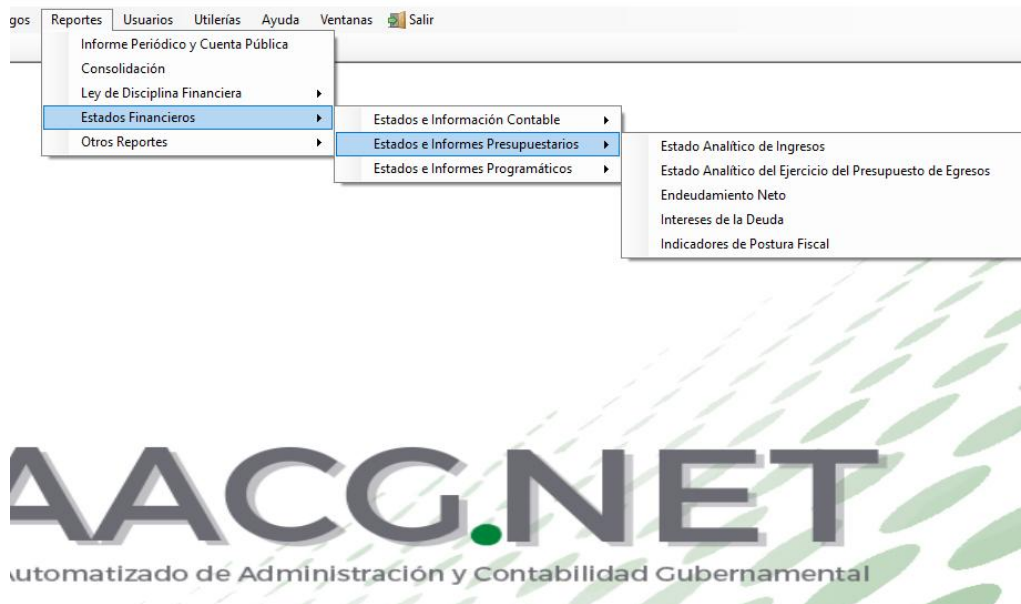 gos Reportes Usuarios Utilerías Ayuda Ventanas Salir
Informe Periódico y Cuenta Pública
Consolidación
Ley de Disciplina Financiera
Estados Financieros
Otros Reportes
Estados e Información Contable
Estados e Informes Presupuestarios
Estados e Informes Programáticos
Estado Analítico de Ingresos
Estado Analítico del Ejercicio del Presupuesto de Egresos
Endeudamiento Neto
Intereses de la Deuda
Indicadores de Postura Fiscal
AACG.NET
utomatizado de Administración y Contabilidad Gubernamental